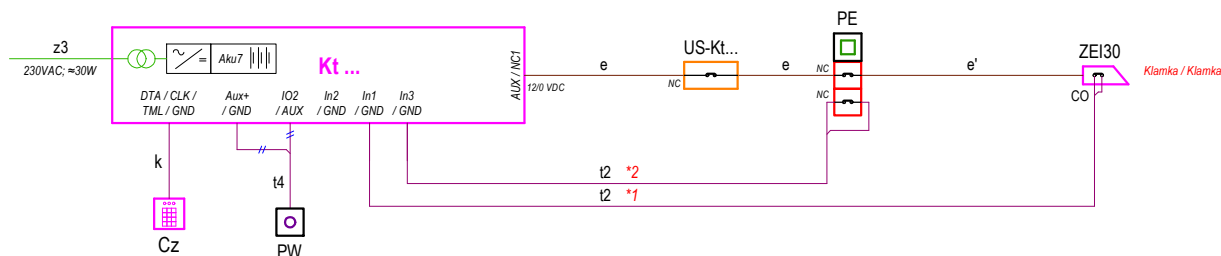 z3
230VAC; ≈30W
Aku7
Kt ...
DTA / CLK /
TML / GND
Aux+
/ GND
IO2
/ AUX
In2
/ GND
In1
/ GND
In3
/ GND
AUX / NC1
12/0 VDC
e
US-Kt...
NC
e
PE
NC
NC
e'
ZEI30
CO
Klamka / Klamka
k
Cz
t4
PW
t2 *2
t2 *1